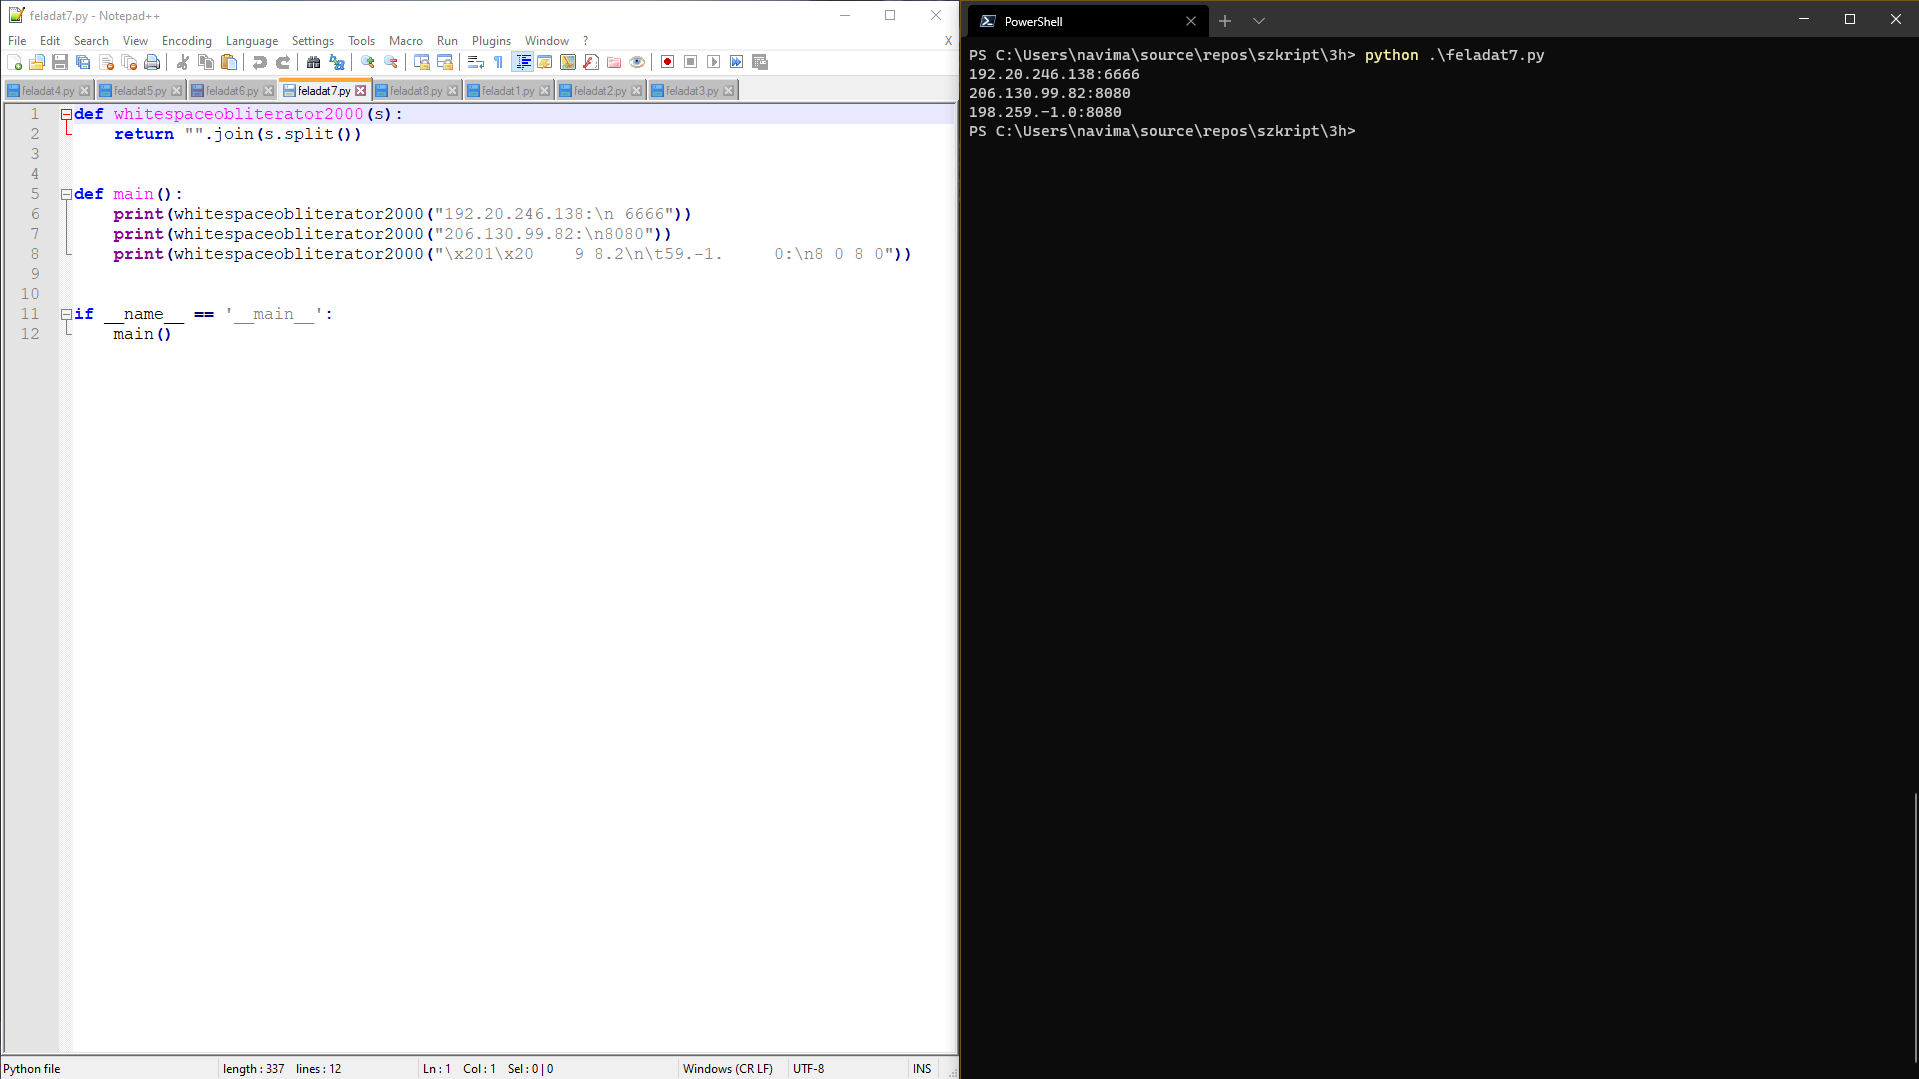 feladat7.py - Notepad++
File Edit Search View Encoding Language Settings Tools Macro Run Plugins Window ? X
feladat4.py feladat5.py feladat6.py feladat7.py feladat8.py feladat1.py feladat2.py feladat3.py
1 def whitespaceobliterator2000(s):
2 return "".join(s.split())
3
4
5 def main():
6 print(whitespaceobliterator2000("192.20.246.138:\n 6666"))
7 print(whitespaceobliterator2000("206.130.99.82:\n8080"))
8 print(whitespaceobliterator2000("\x201\x20    9 8.2\n\t59.-1.     0:\n8 0 8 0"))
9
10
11 if __name__ == '__main__':
12 main()
Python file length : 337 lines : 12 Ln : 1 Col : 1 Sel : 0 | 0 Windows (CR LF) UTF-8 INS
PowerShell
PS C:\Users\navima\source\repos\szkript\3h> python .\feladat7.py
192.20.246.138:6666
206.130.99.82:8080
198.259.-1.0:8080
PS C:\Users\navima\source\repos\szkript\3h>